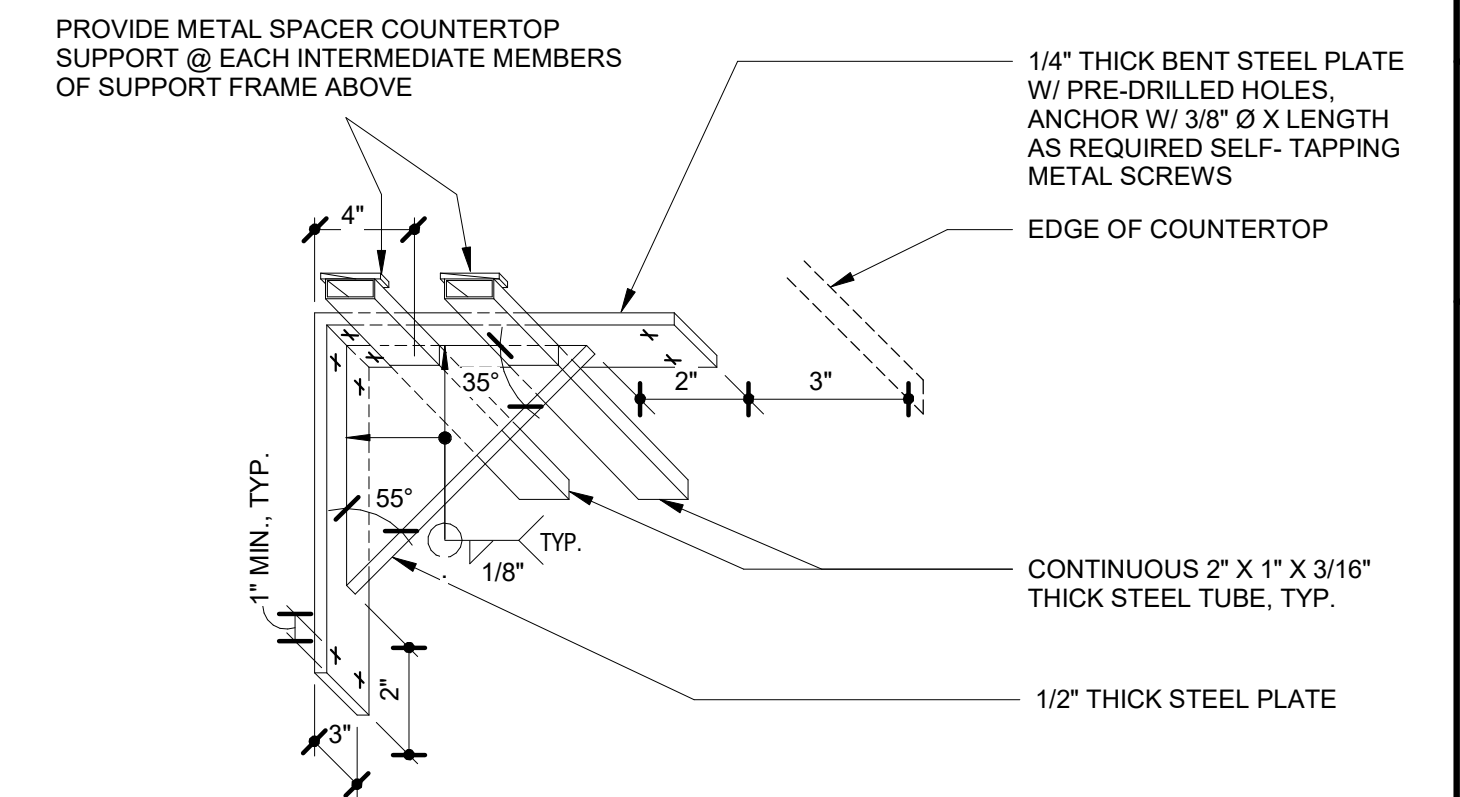 PROVIDE METAL SPACER COUNTERTOP
SUPPORT @ EACH INTERMEDIATE MEMBERS
OF SUPPORT FRAME ABOVE
1/4" THICK BENT STEEL PLATE
W/ PRE-DRILLED HOLES,
ANCHOR W/ 3/8" Ø X LENGTH
AS REQUIRED SELF- TAPPING
METAL SCREWS
4"
EDGE OF COUNTERTOP
35°
2"
3"
1" MIN., TYP.
55°
TYP.
1/8"
CONTINUOUS 2" X 1" X 3/16"
THICK STEEL TUBE, TYP.
2"
1/2" THICK STEEL PLATE
3"